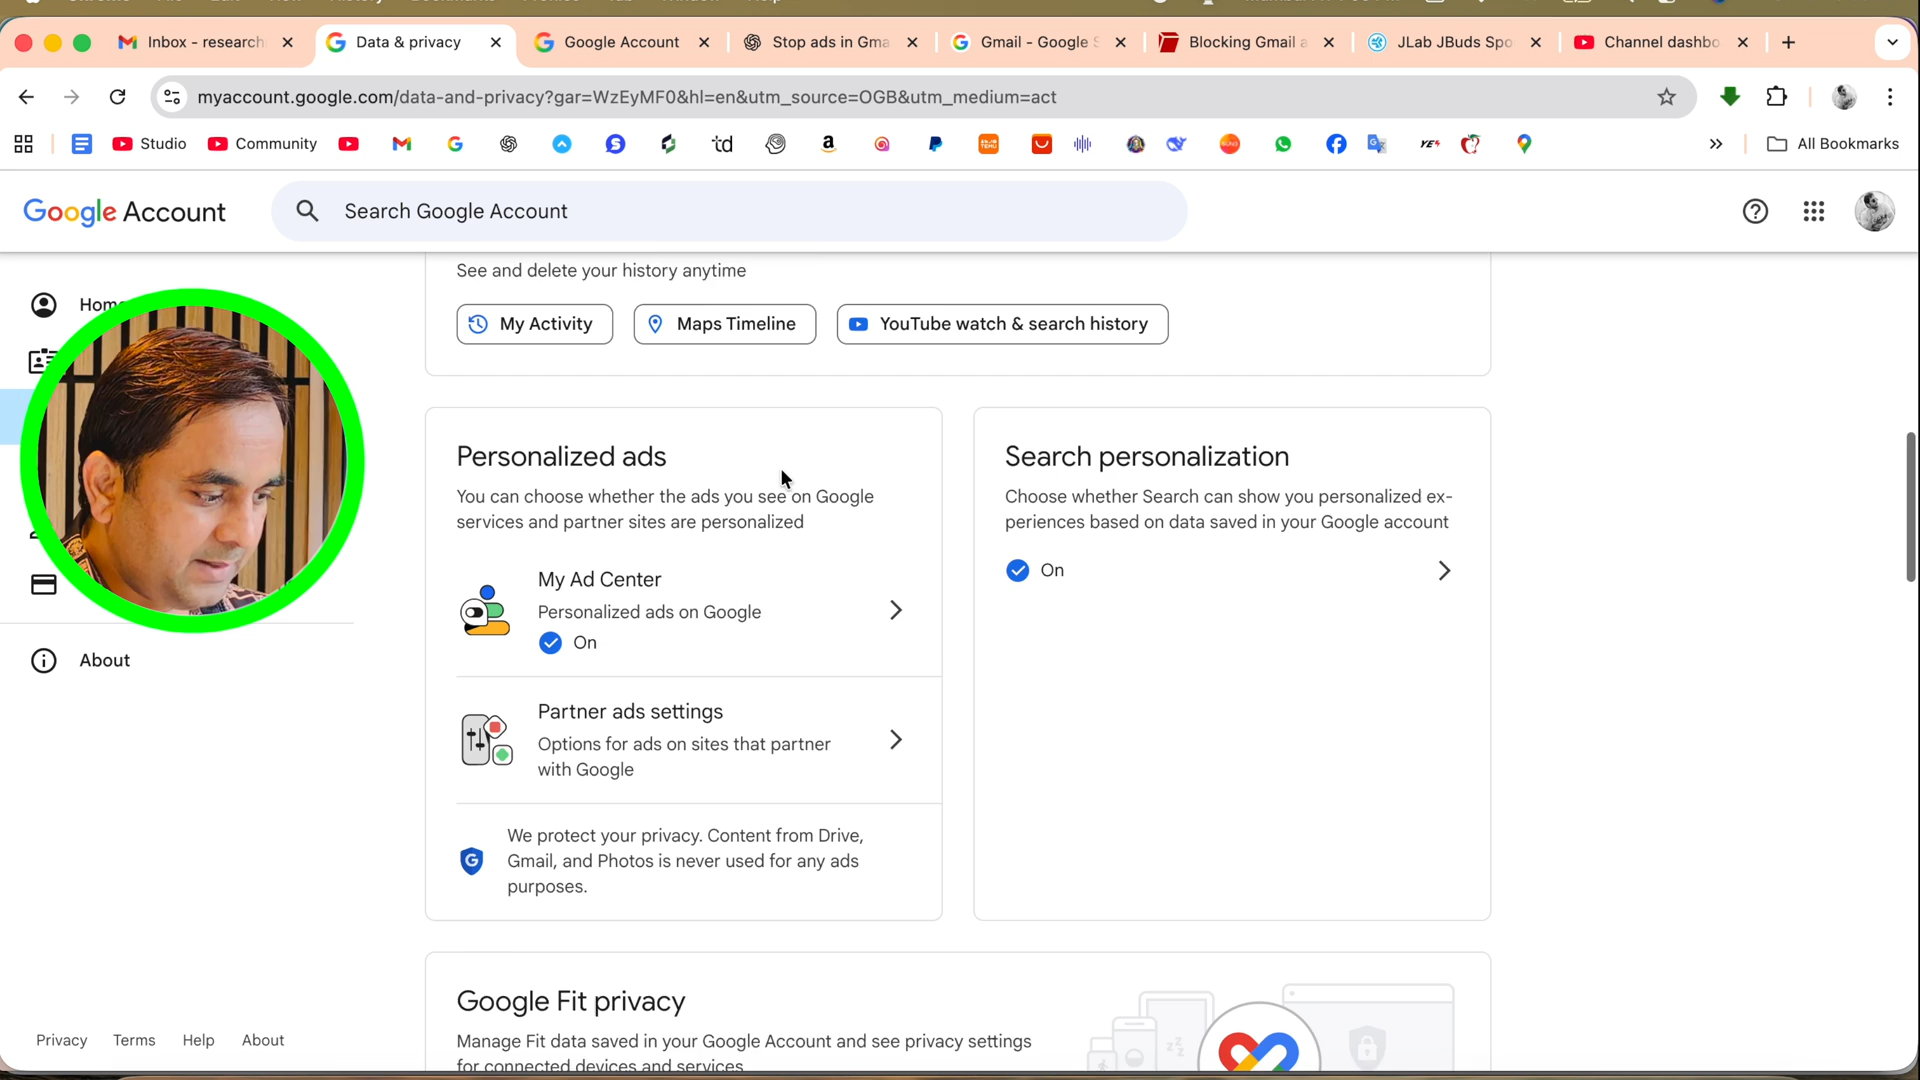 Inbox - research
Data & privacy
Google Account
Stop ads in Gma
Gmail - Google S
Blocking Gmail a
JLab JBuds Spo
Channel dashbo
myaccount.google.com/data-and-privacy?gar=WzEyMF0&hl=en&utm_source=OGB&utm_medium=act
Studio
Community
All Bookmarks
Google Account
Search Google Account
Home
See and delete your history anytime
My Activity
Maps Timeline
YouTube watch & search history
Personalized ads
You can choose whether the ads you see on Google
services and partner sites are personalized
My Ad Center
Personalized ads on Google
On
Partner ads settings
Options for ads on sites that partner
with Google
We protect your privacy. Content from Drive,
Gmail, and Photos is never used for any ads
purposes.
Search personalization
Choose whether Search can show you personalized ex-
periences based on data saved in your Google account
On
About
Google Fit privacy
Manage Fit data saved in your Google Account and see privacy settings
for connected devices and services
Privacy
Terms
Help
About